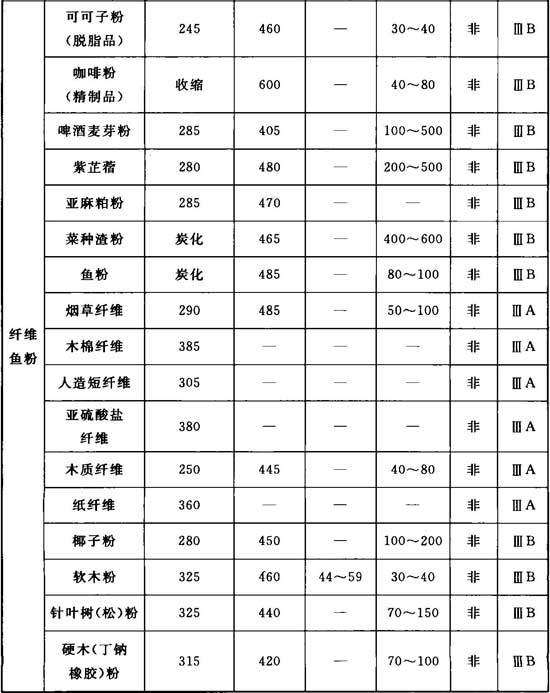 可可子粉
（脱脂品） 245 460 — 30～40 非 ⅢB
咖啡粉
（精制品） 收缩 600 — 40～80 非 ⅢB
啤酒麦芽粉 285 405 — 100～500 非 ⅢB
紫芷蓿 280 480 — 200～500 非 ⅢB
亚麻粕粉 285 470 — — 非 ⅢB
菜种渣粉 炭化 465 — 400～600 非 ⅢB
鱼粉 炭化 485 — 80～100 非 ⅢB
烟草纤维 290 485 — 50～100 非 ⅢA
纤维
鱼粉
木棉纤维 385 — — — 非 ⅢA
人造短纤维 305 — — — 非 ⅢA
亚硫酸盐
纤维 380 — — — 非 ⅢA
木质纤维 250 445 — 40～80 非 ⅢA
纸纤维 360 — — — 非 ⅢA
椰子粉 280 450 — 100～200 非 ⅢB
软木粉 325 460 44～59 30～40 非 ⅢB
针叶树(松)粉 325 440 — 70～150 非 ⅢB
硬木(丁钠
橡胶)粉 315 420 — 70～100 非 ⅢB